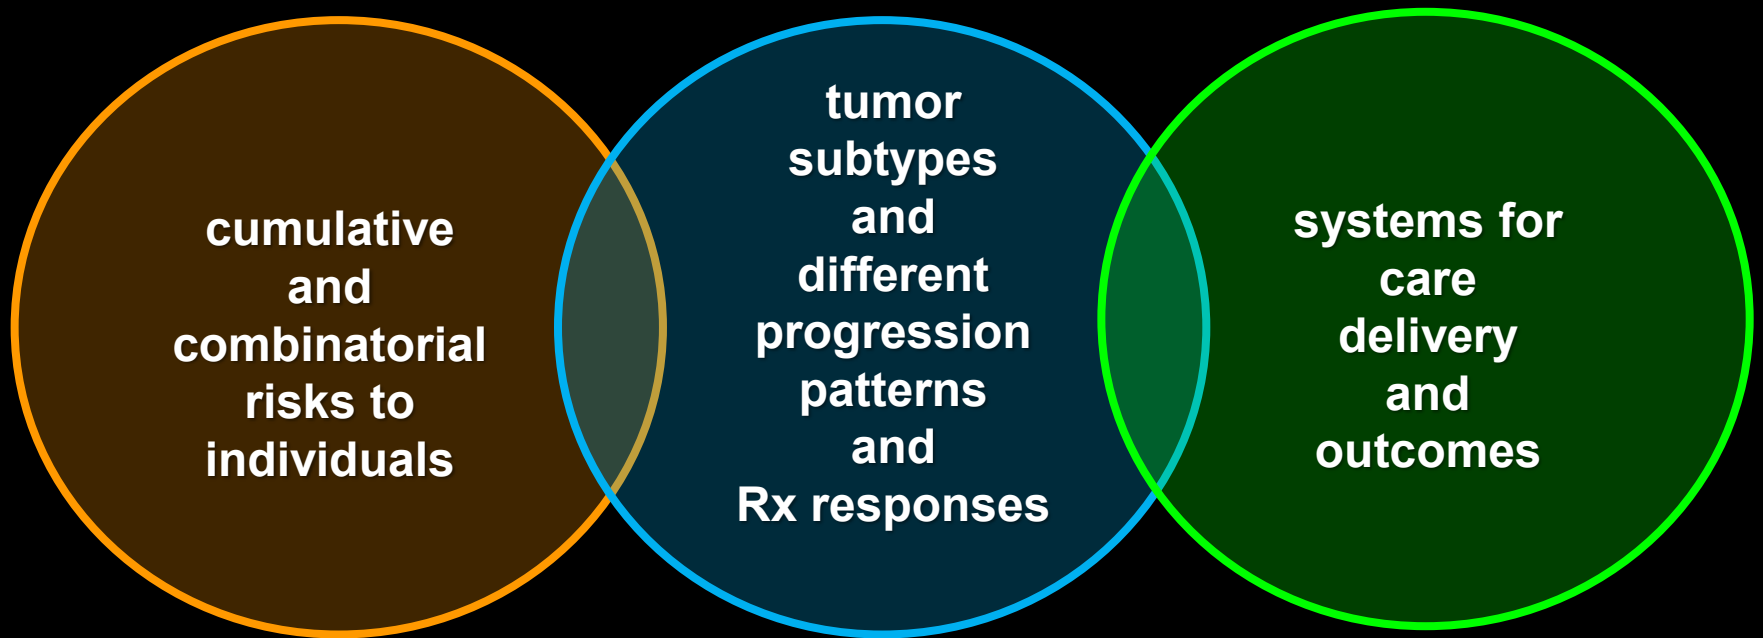 cumulative
and
combinatorial
risks to
individuals
tumor
subtypes
and
different
progression
patterns
and
Rx responses
systems for
care
delivery
and
outcomes